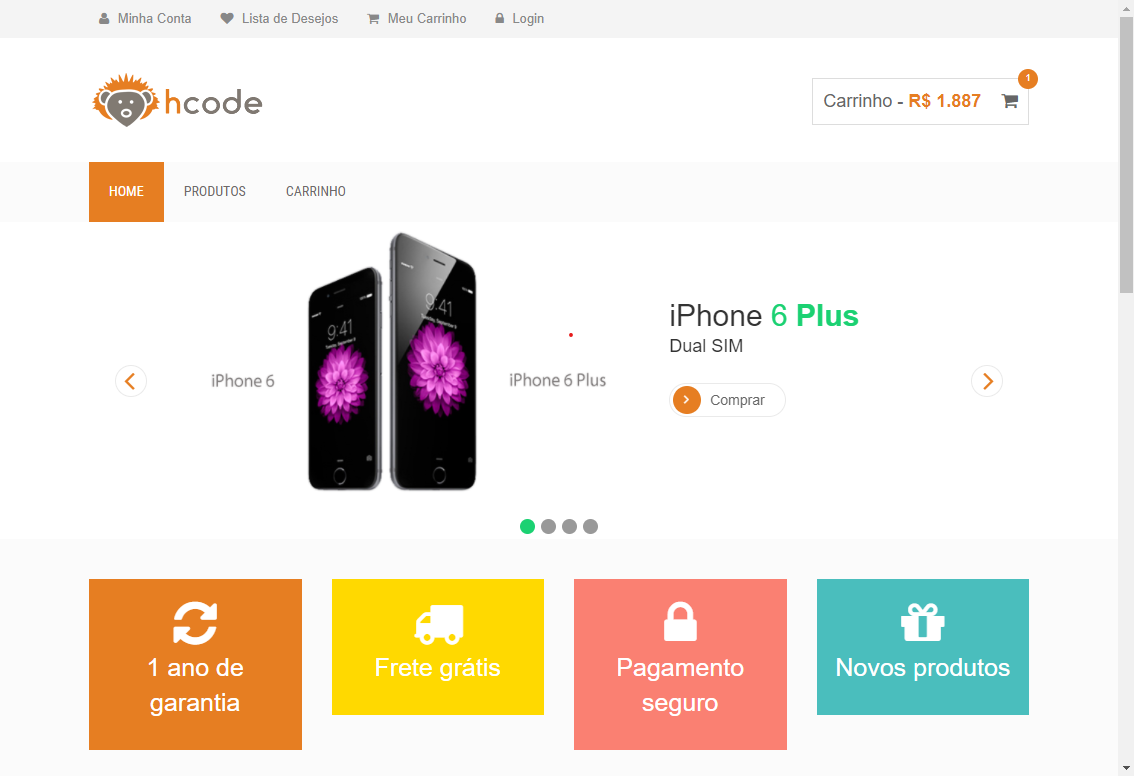 Minha Conta
Lista de Desejos
Meu Carrinho
Login
hcode
Carrinho - R$ 1.887
1
HOME
PRODUTOS
CARRINHO
9:41
9:41
iPhone 6
iPhone 6 Plus
iPhone 6 Plus
Dual SIM
Comprar
1 ano de
garantia
Frete grátis
Pagamento
seguro
Novos produtos